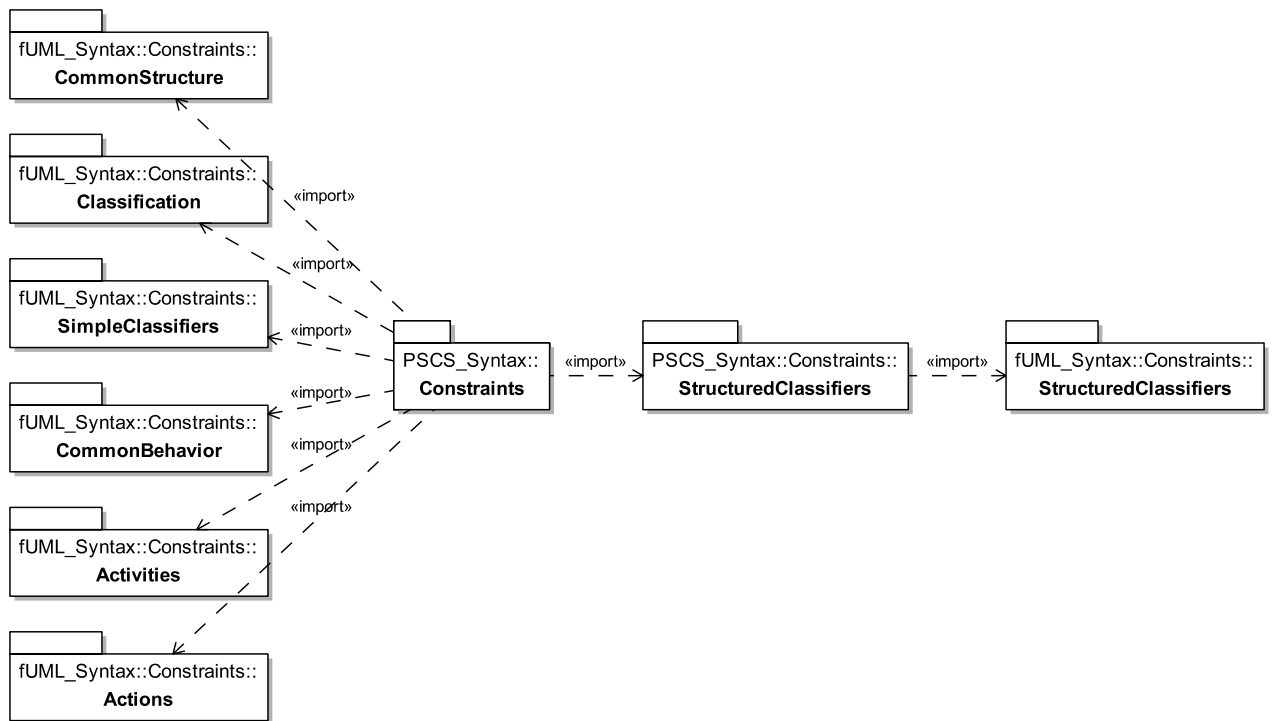 fUML_Syntax::Constraints::
CommonStructure
fUML_Syntax::Constraints::
Classification
«import»
«import»
fUML_Syntax::Constraints::
SimpleClassifiers
«import»
PSCS_Syntax::
Constraints
«import»
PSCS_Syntax::Constraints::
StructuredClassifiers
«import»
fUML_Syntax::Constraints::
StructuredClassifiers
«import»
fUML_Syntax::Constraints::
CommonBehavior
«import»
«import»
fUML_Syntax::Constraints::
Activities
fUML_Syntax::Constraints::
Actions